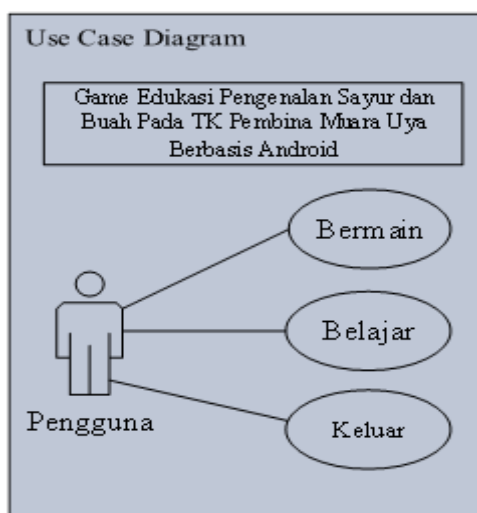 Use Case Diagram
Game Edukasi Pengenalan Sayur dan
Buah Pada TK Pembina Muara Uya
Berbasis Android
Bermain
Belajar
Pengguna
Keluar